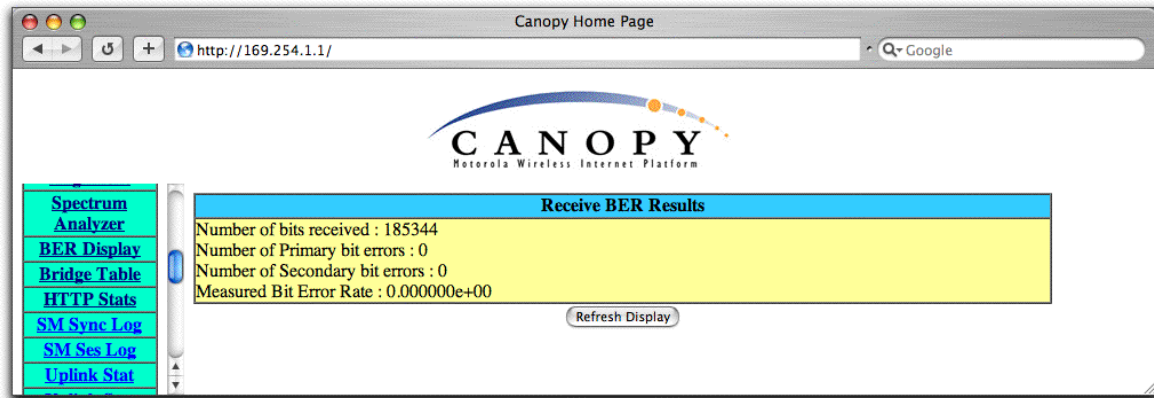 Canopy Home Page
http://169.254.1.1/
Google
CANOPY
Motorola Wireless Internet Platform
Spectrum
Analyzer
BER Display
Bridge Table
HTTP Stats
SM Sync Log
SM Ses Log
Uplink Stat
Receive BER Results
Number of bits received : 185344
Number of Primary bit errors : 0
Number of Secondary bit errors : 0
Measured Bit Error Rate : 0.000000e+00
Refresh Display